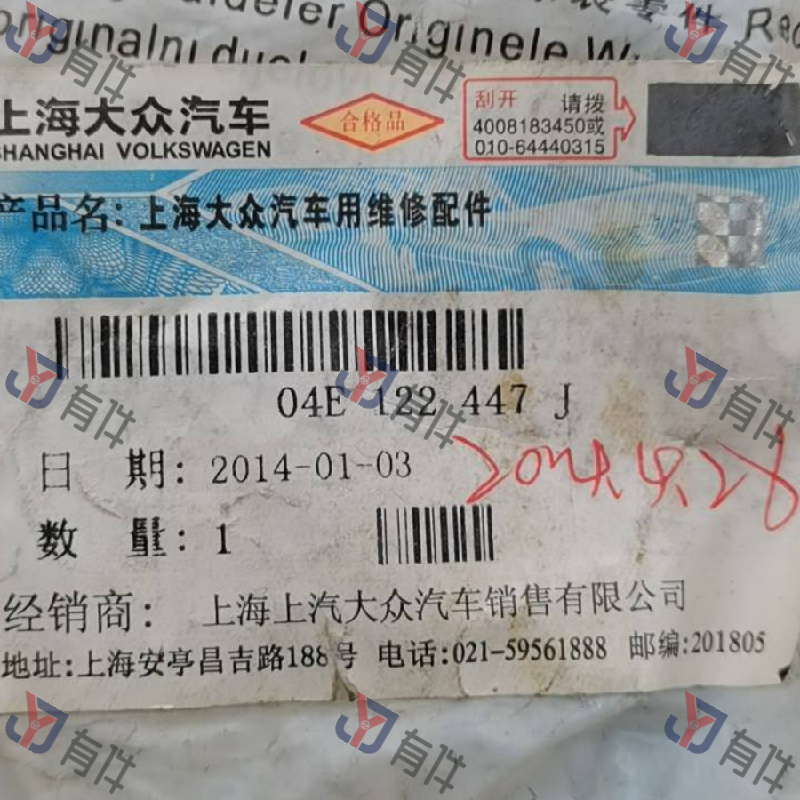 Originele
originalni
上海大众汽车
SHANGHAI VOLKSWAGEN
合格品
刮开 请拨
4008183450或
010-64440315
产品名: 上海大众汽车用维修配件
04E 122 447 J
日 期: 2014-01-03
数 量: 1
经销商: 上海上汽大众汽车销售有限公司
地址:上海安亭昌吉路188号 电话:021-59561888 邮编:201805
有件